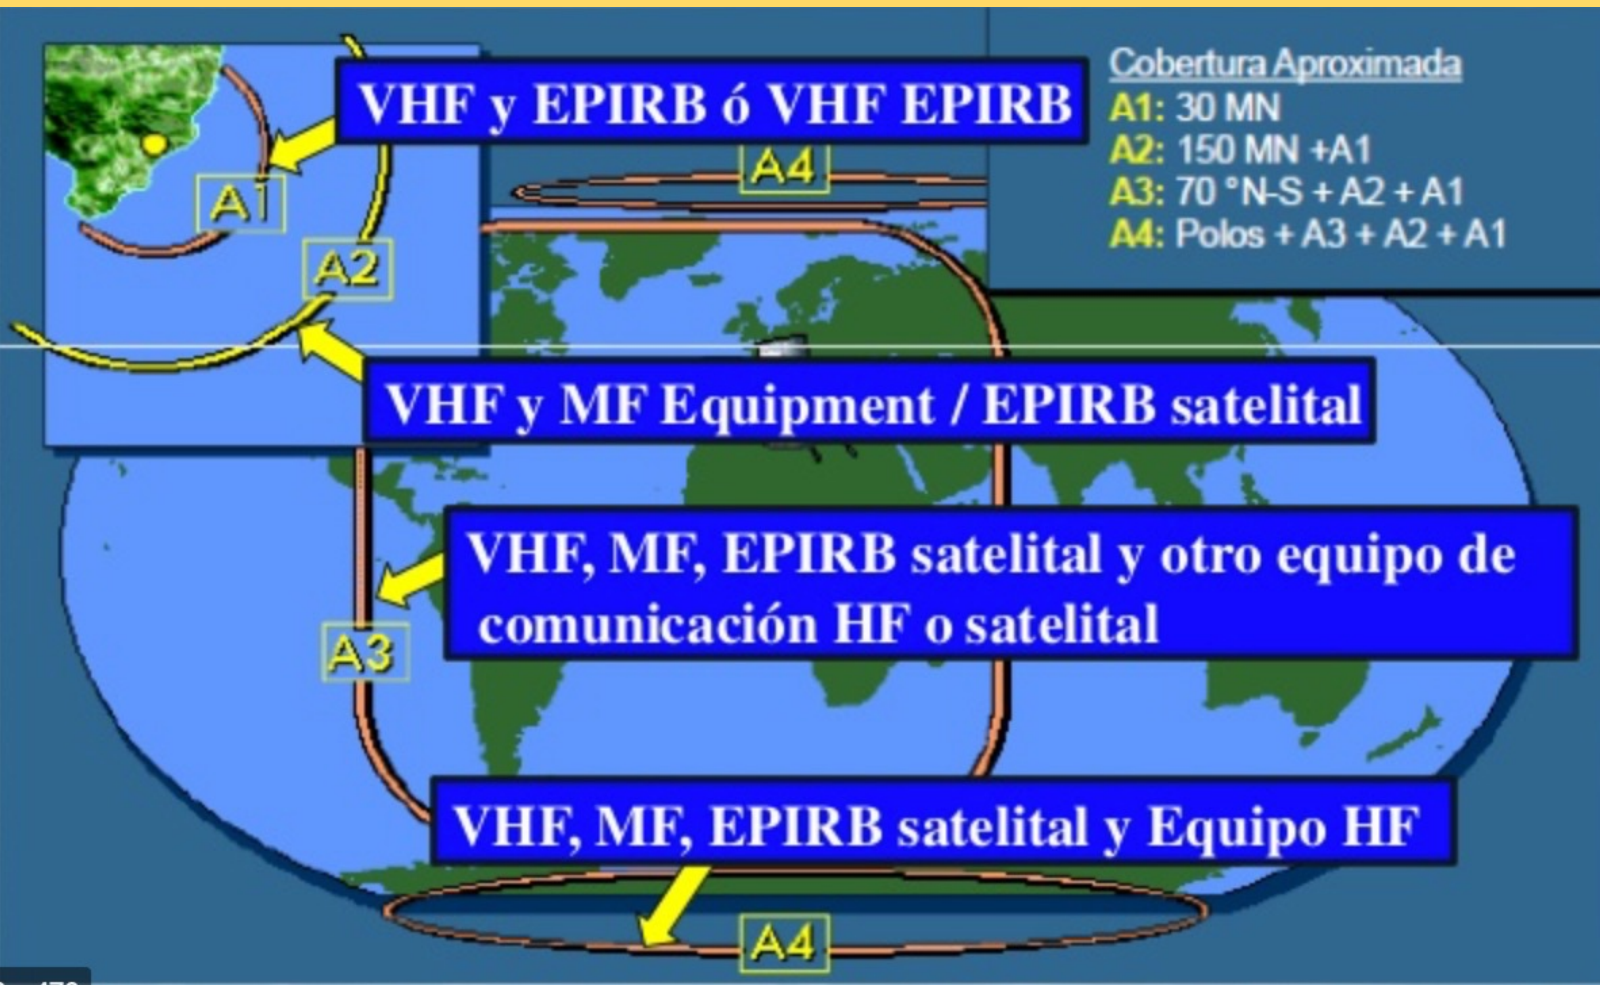 VHF y EPIRB ó VHF EPIRB
Cobertura Aproximada
A1: 30 MN
A2: 150 MN +A1
A3: 70 °N-S + A2 + A1
A4: Polos + A3 + A2 + A1
A4
A1
A2
VHF y MF Equipment / EPIRB satelital
VHF, MF, EPIRB satelital y otro equipo de
comunicación HF o satelital
A3
VHF, MF, EPIRB satelital y Equipo HF
A4